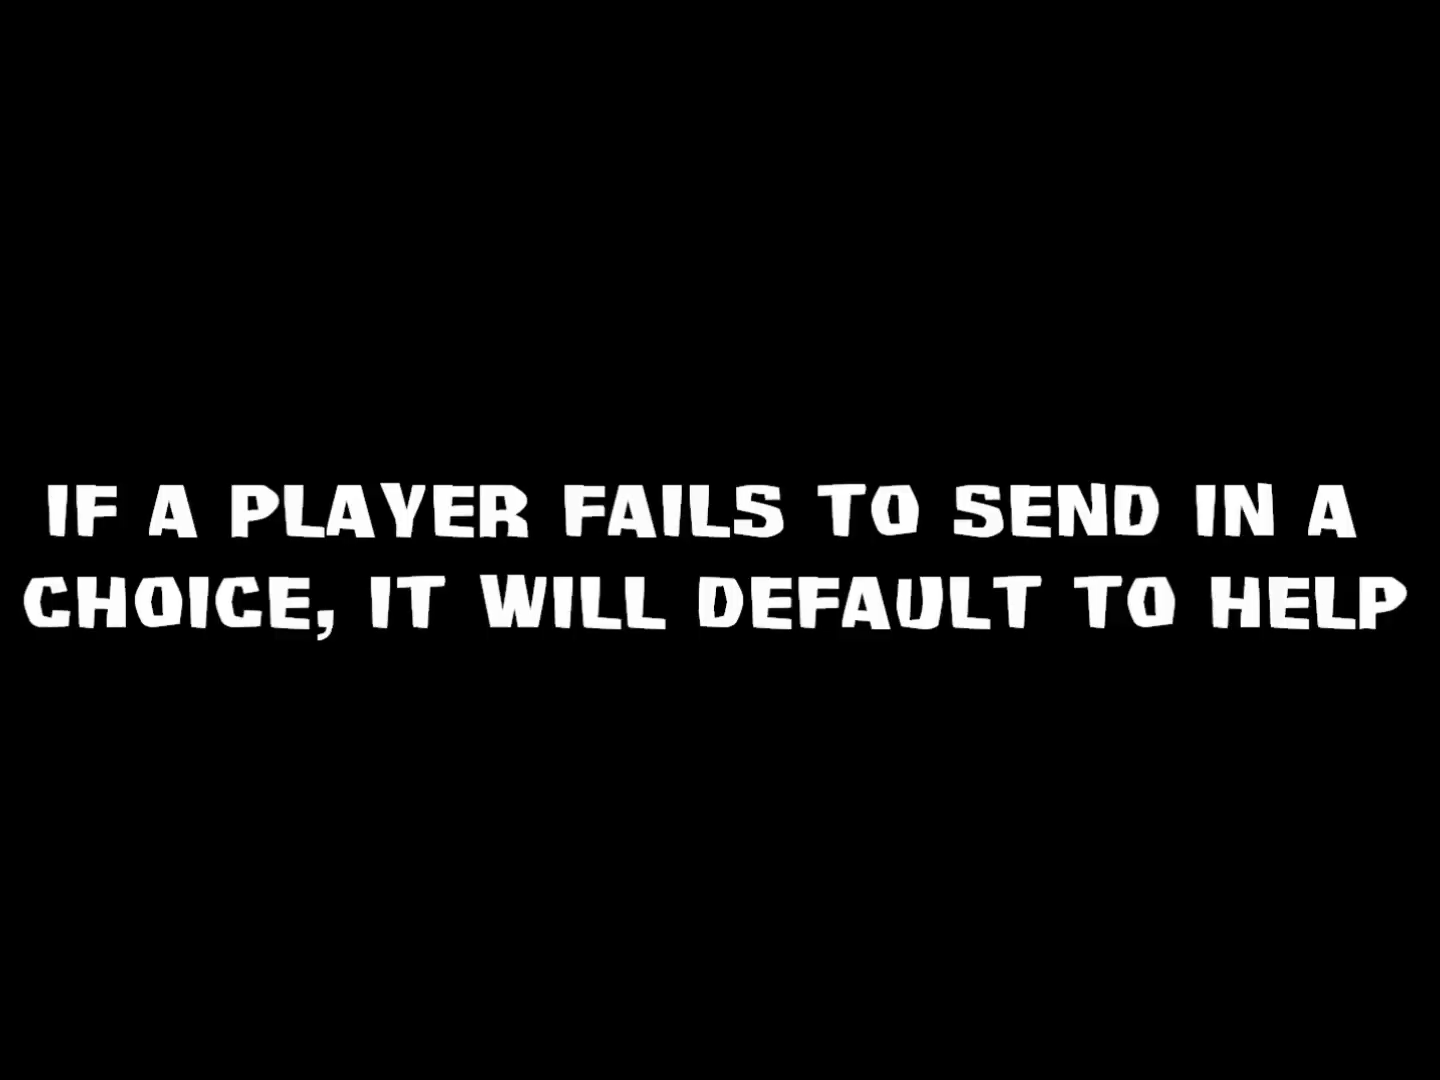 IF A PLAYER FAILS TO SEND IN A
CHOICE, IT WILL DEFAULT TO HELP